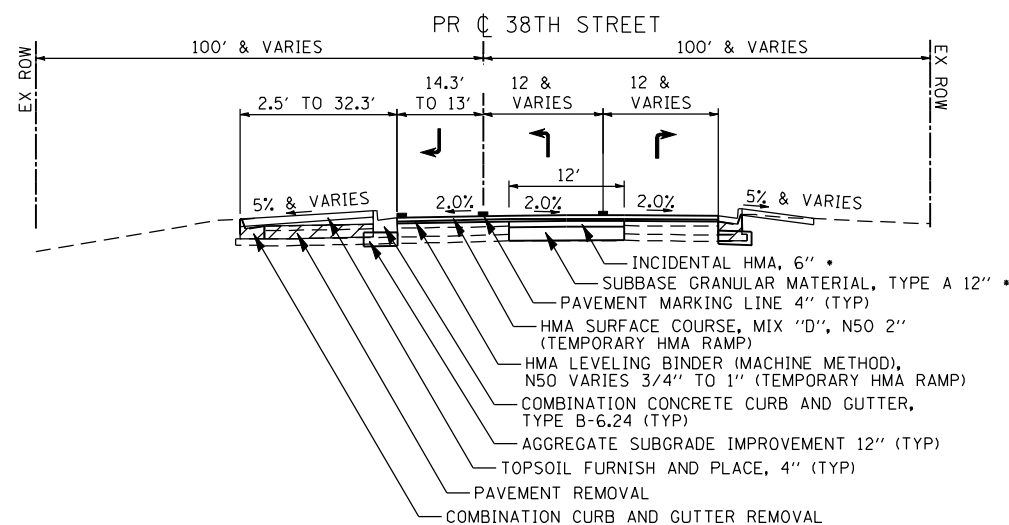 PR ℄ 38TH STREET
100' & VARIES
100' & VARIES
EX ROW
EX ROW
2.5' TO 32.3'
14.3'
TO 13'
12 &
VARIES
12 &
VARIES
12'
5% & VARIES
2.0%
2.0%
2.0%
5% & VARIES
INCIDENTAL HMA, 6" *
SUBBASE GRANULAR MATERIAL, TYPE A 12" *
PAVEMENT MARKING LINE 4" (TYP)
HMA SURFACE COURSE, MIX "D", N50 2"
(TEMPORARY HMA RAMP)
HMA LEVELING BINDER (MACHINE METHOD),
N50 VARIES 3/4" TO 1" (TEMPORARY HMA RAMP)
COMBINATION CONCRETE CURB AND GUTTER,
TYPE B-6.24 (TYP)
AGGREGATE SUBGRADE IMPROVEMENT 12" (TYP)
TOPSOIL FURNISH AND PLACE, 4" (TYP)
PAVEMENT REMOVAL
COMBINATION CURB AND GUTTER REMOVAL